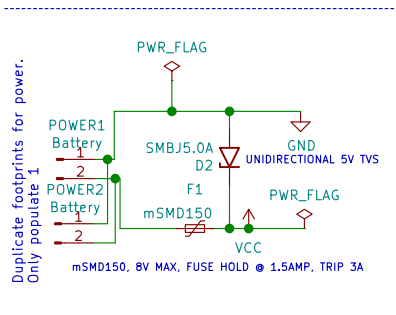 PWR_FLAG
Duplicate footprints for power.
Only populate 1
POWER1
Battery
1
2
POWER2
Battery
1
2
SMBJ5.0A
D2
GND
UNIDIRECTIONAL 5V TVS
F1
mSMD150
PWR_FLAG
VCC
mSMD150, 8V MAX, FUSE HOLD @ 1.5AMP, TRIP 3A